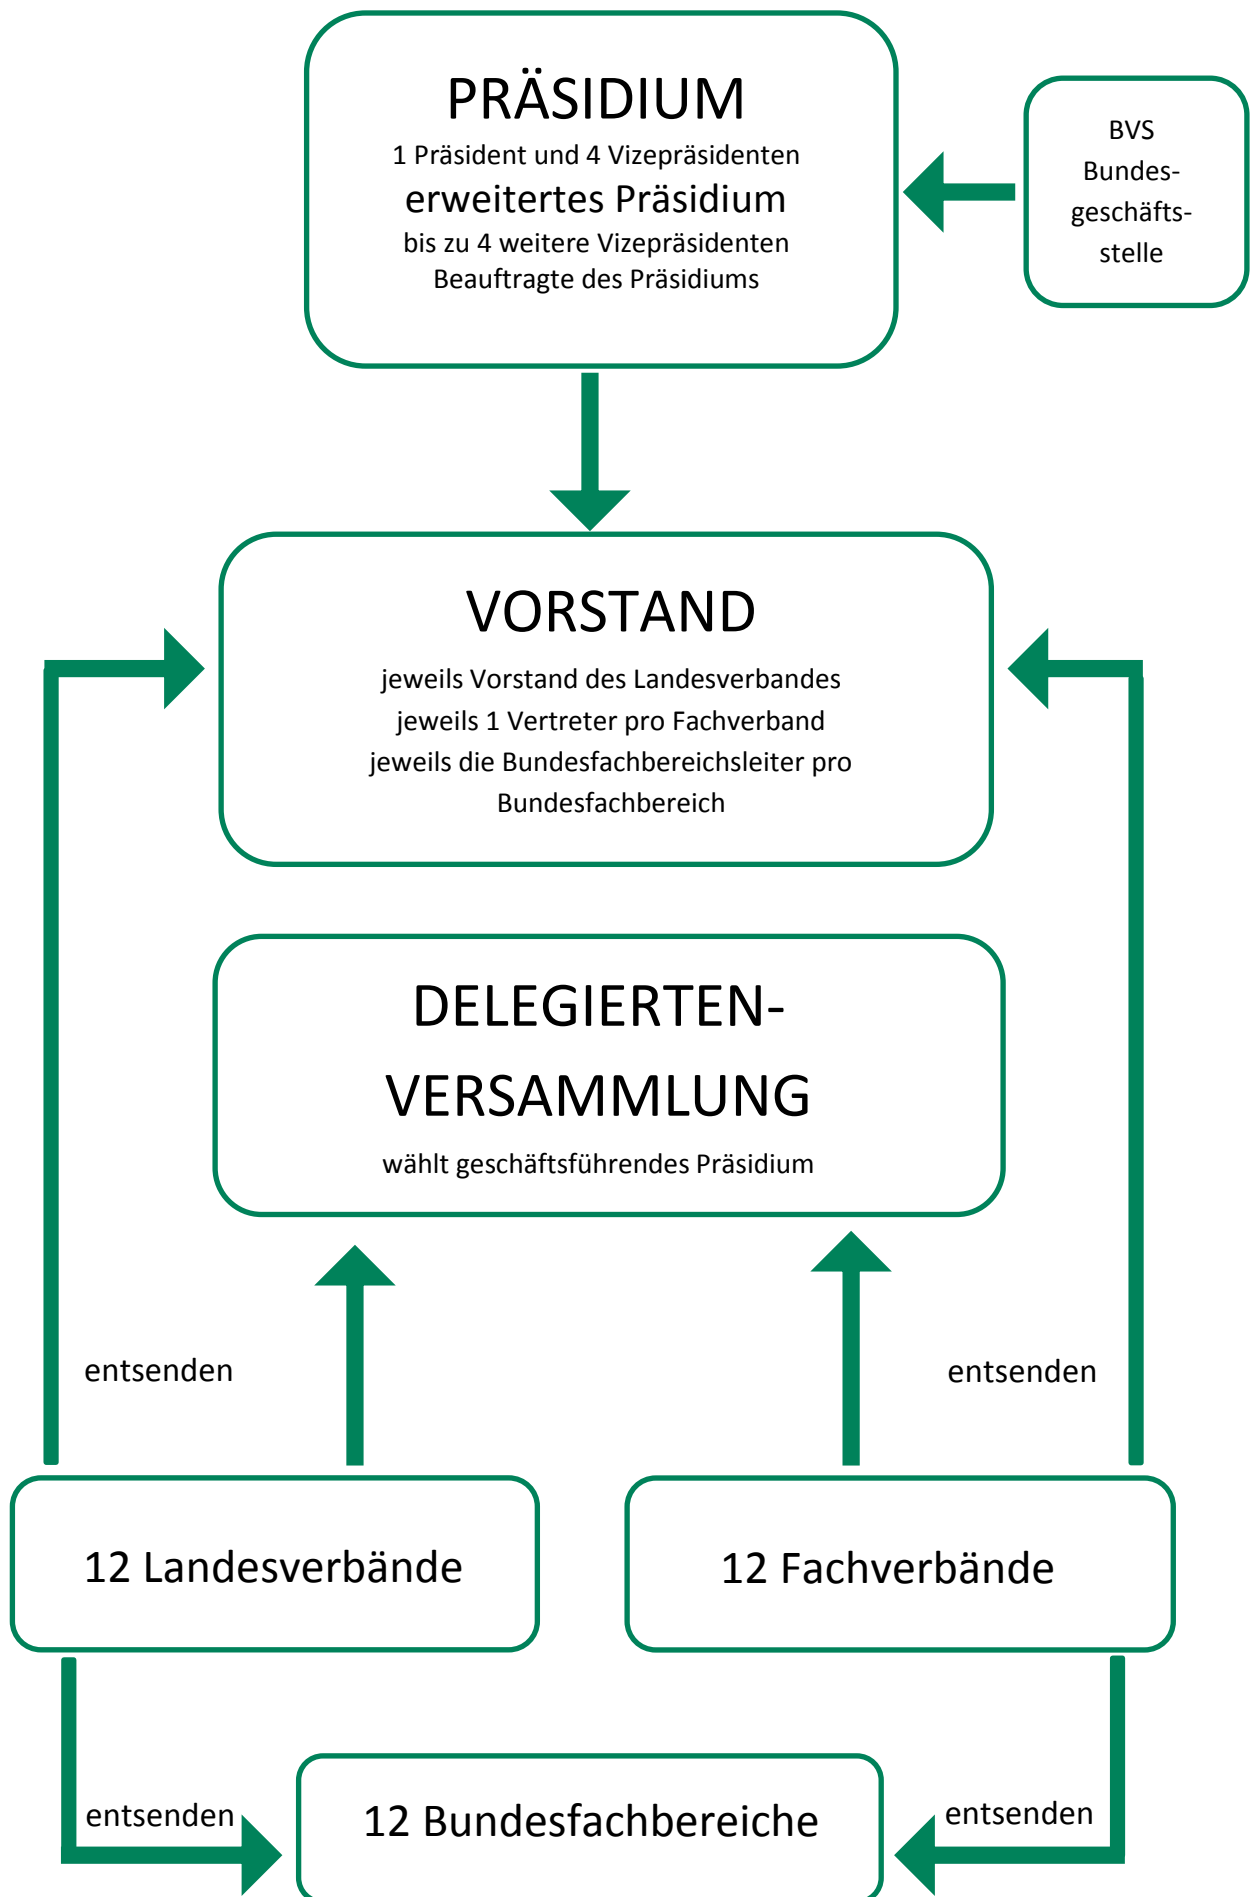 PRÄSIDIUM
1 Präsident und 4 Vizepräsidenten
erweitertes Präsidium
bis zu 4 weitere Vizepräsidenten
Beauftragte des Präsidiums
BVS
Bundes-
geschäfts-
stelle
VORSTAND
jeweils Vorstand des Landesverbandes
jeweils 1 Vertreter pro Fachverband
jeweils die Bundesfachbereichsleiter pro
Bundesfachbereich
DELEGIERTEN-
VERSAMMLUNG
wählt geschäftsführendes Präsidium
entsenden
entsenden
12 Landesverbände
12 Fachverbände
entsenden
12 Bundesfachbereiche
entsenden